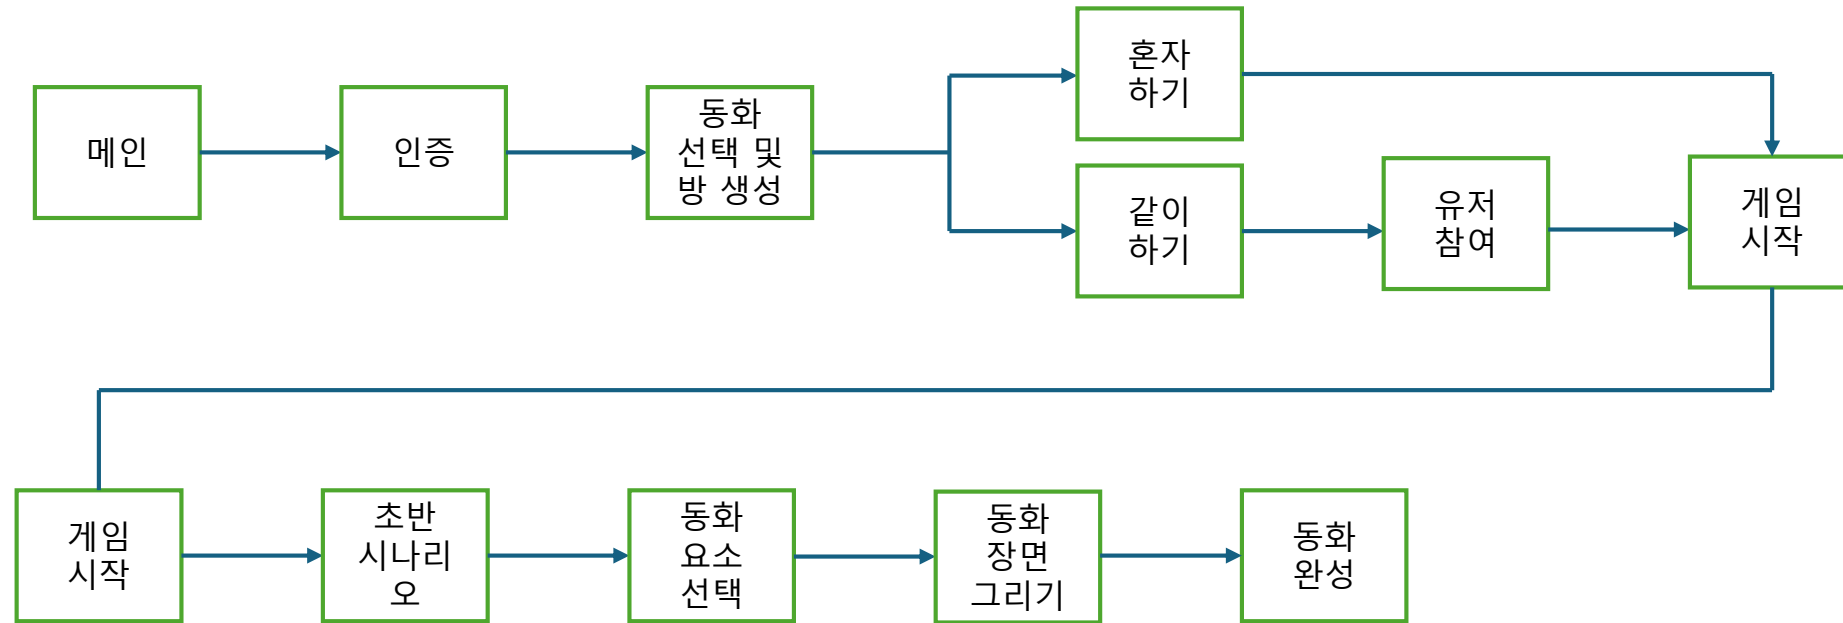 메인
인증
동화
선택 및
방 생성
혼자
하기
같이
하기
유저
참여
게임
시작
게임
시작
초반
시나리
오
동화
요소
선택
동화
장면
그리기
동화
완성